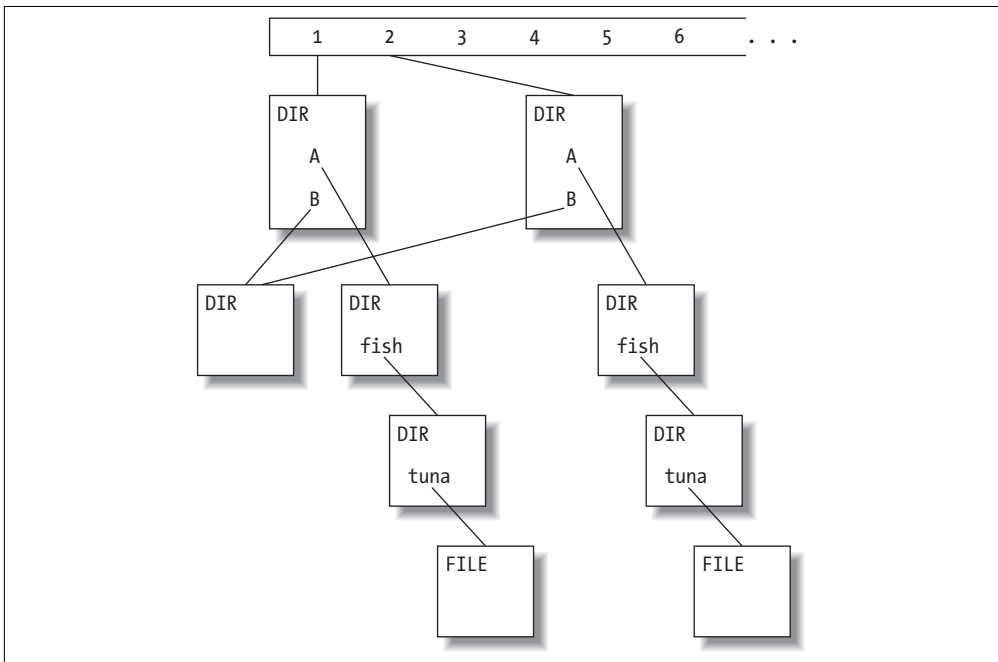 1 2 3 4 5 6 . . .
DIR DIR
A A
B B
DIR DIR DIR
fish fish
DIR DIR
tuna tuna
FILE FILE